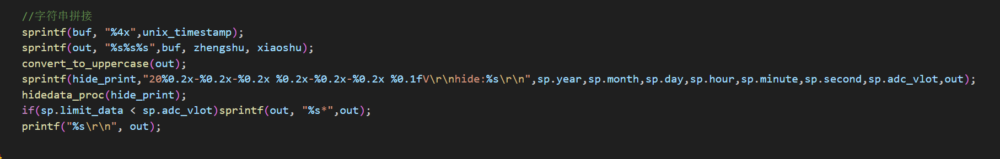 //字符串拼接
sprintf(buf, "%4x",unix_timestamp);
sprintf(out, "%s%s%s",buf, zhengshu, xiaoshu);
convert_to_uppercase(out);
sprintf(hide_print,"20%0.2x-%0.2x-%0.2x %0.2x-%0.2x-%0.2x %0.1fV\r\nhide:%s\r\n",sp.year,sp.month,sp.day,sp.hour,sp.minute,sp.second,sp.adc_vlot,out);
hidedata_proc(hide_print);
if(sp.limit_data < sp.adc_vlot)sprintf(out, "%s*",out);
printf("%s\r\n", out);